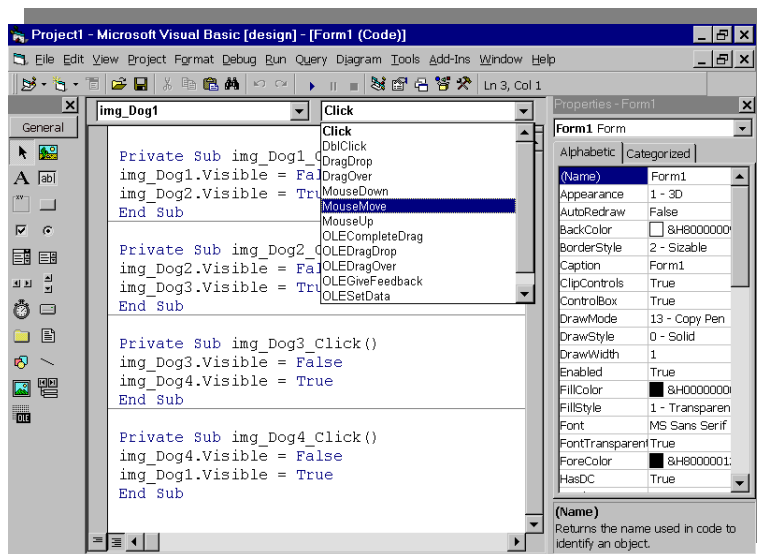 Project1 - Microsoft Visual Basic [design] - [Form1 (Code)]
File Edit View Project Format Debug Run Query Diagram Tools Add-Ins Window Help
Ln 3, Col 1
General
A ab|
XY
OLE
img_Dog1 Click
Click
DblClick
DragDrop
DragOver
MouseDown
MouseMove
MouseUp
OLECompleteDrag
OLEDragDrop
OLEDragOver
OLEGiveFeedback
OLESetData
Private Sub img_Dog1_
img_Dog1.Visible = Fal
img_Dog2.Visible = Tru
End Sub
Private Sub img_Dog2_
img_Dog2.Visible = Fal
img_Dog3.Visible = Tru
End Sub
Private Sub img_Dog3_Click()
img_Dog3.Visible = False
img_Dog4.Visible = True
End Sub
Private Sub img_Dog4_Click()
img_Dog4.Visible = False
img_Dog1.Visible = True
End Sub
Properties - Form1
Form1 Form
Alphabetic Categorized
(Name) Form1
Appearance 1 - 3D
AutoRedraw False
BackColor &H8000000
BorderStyle 2 - Sizable
Caption Form1
ClipControls True
ControlBox True
DrawMode 13 - Copy Pen
DrawStyle 0 - Solid
DrawWidth 1
Enabled True
FillColor &H0000000
FillStyle 1 - Transparen
Font MS Sans Serif
FontTransparent True
ForeColor &H8000001
HasDC True
(Name)
Returns the name used in code to
identify an object.